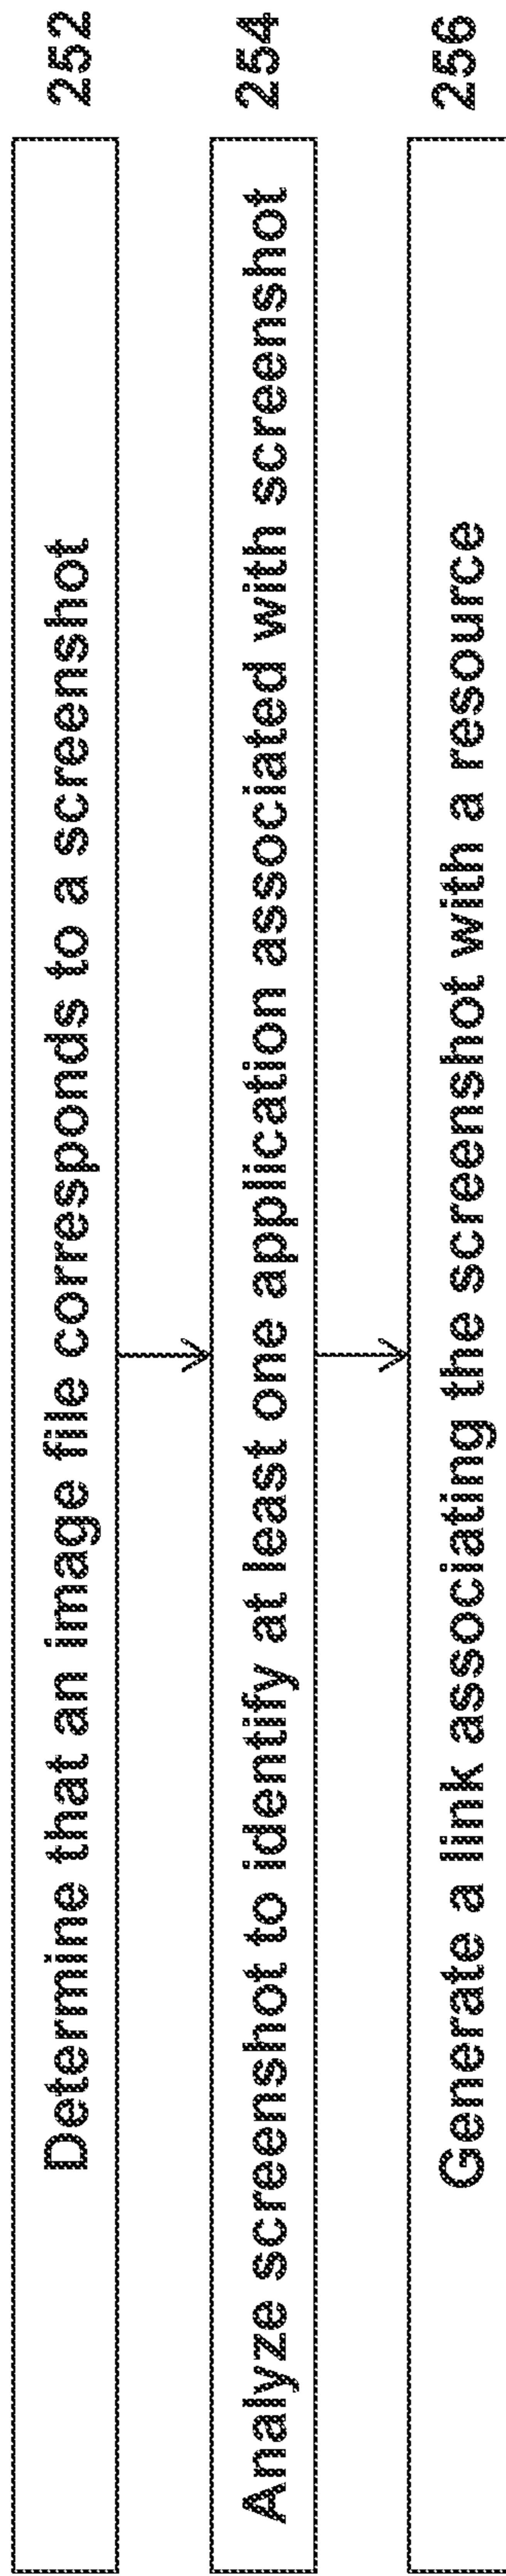 Determine that an image file corresponds to a screenshot 252
Analyze screenshot to identify at least one application associated with screenshot 254
Generate a link associating the screenshot with a resource 256